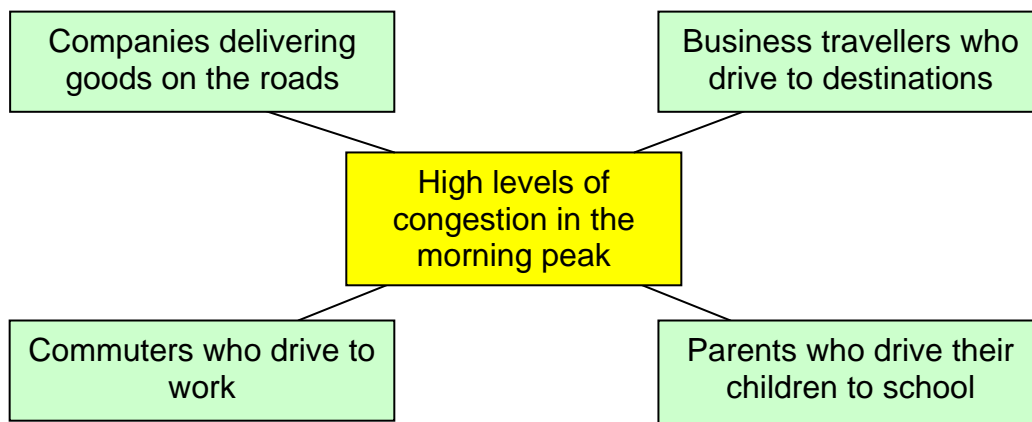 Companies delivering
goods on the roads
Business travellers who
drive to destinations
High levels of
congestion in the
morning peak
Commuters who drive to
work
Parents who drive their
children to school